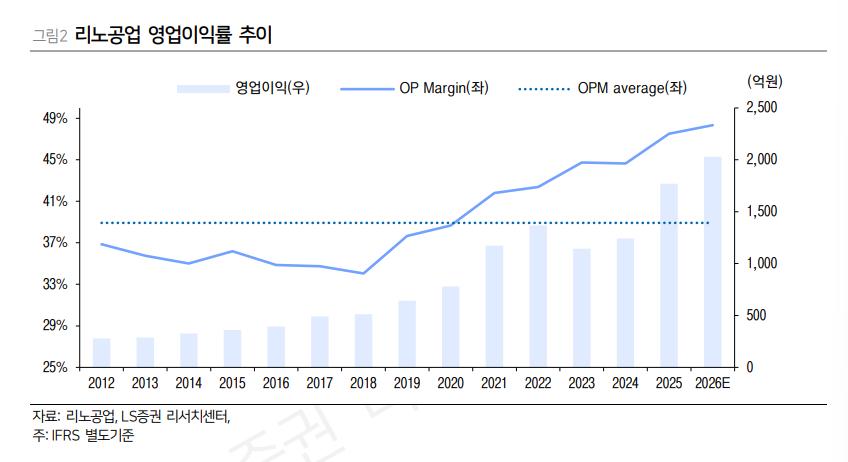 그림2 리노공업 영업이익률 추이
영업이익(우) OP Margin(좌) OPM average(좌) (억원)
49% 2,500
45% 2,000
41% 1,500
37% 1,000
33% 500
29% 0
25%
2012 2013 2014 2015 2016 2017 2018 2019 2020 2021 2022 2023 2024 2025 2026E
자료: 리노공업, LS증권 리서치센터,
주: IFRS 별도기준
증권